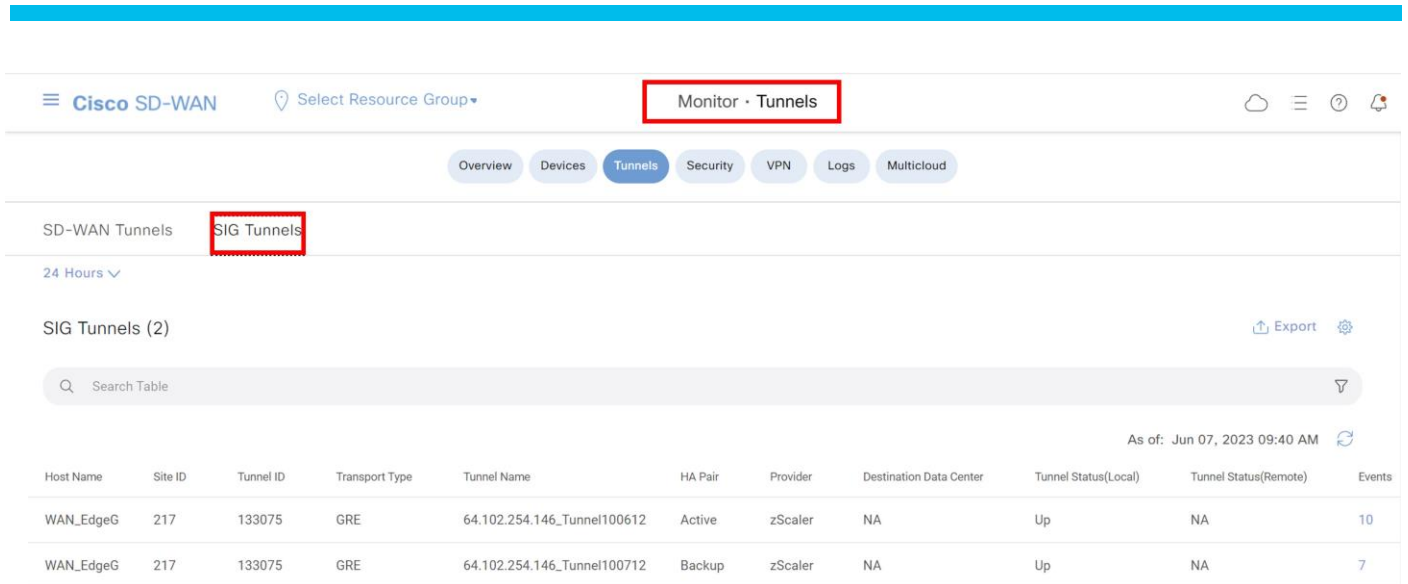 Cisco SD-WAN Select Resource Group Monitor · Tunnels
Overview Devices Tunnels Security VPN Logs Multicloud
SD-WAN Tunnels SIG Tunnels
24 Hours
SIG Tunnels (2) Export
Search Table
As of: Jun 07, 2023 09:40 AM
Host Name Site ID Tunnel ID Transport Type Tunnel Name HA Pair Provider Destination Data Center Tunnel Status(Local) Tunnel Status(Remote) Events
WAN_EdgeG 217 133075 GRE 64.102.254.146_Tunnel100612 Active zScaler NA Up NA 10
WAN_EdgeG 217 133075 GRE 64.102.254.146_Tunnel100712 Backup zScaler NA Up NA 7